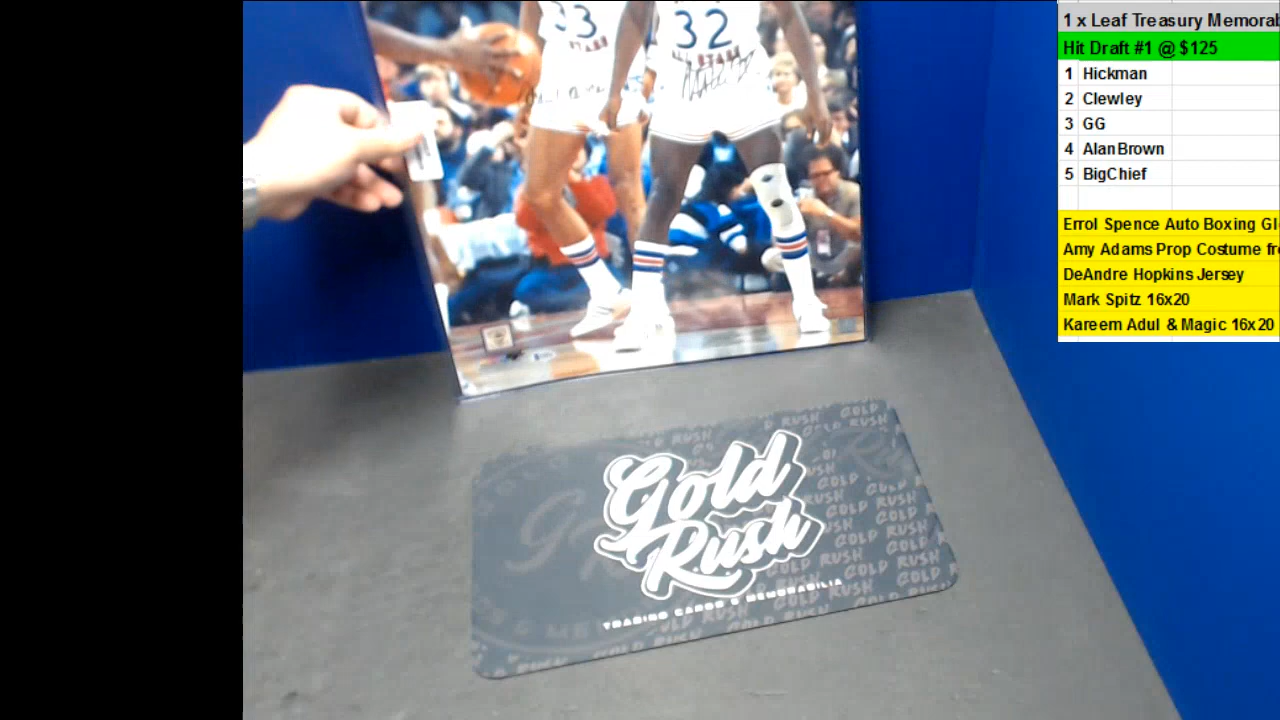 1 x Leaf Treasury Memorab
Hit Draft #1 @ $125
1 Hickman
2 Clewley
3 GG
4 AlanBrown
5 BigChief
Errol Spence Auto Boxing Gl
Amy Adams Prop Costume fr
DeAndre Hopkins Jersey
Mark Spitz 16x20
Kareem Adul & Magic 16x20
33
32
Gold
Rush
TRADING CARDS & MEMORABILIA
GOLD RUSH